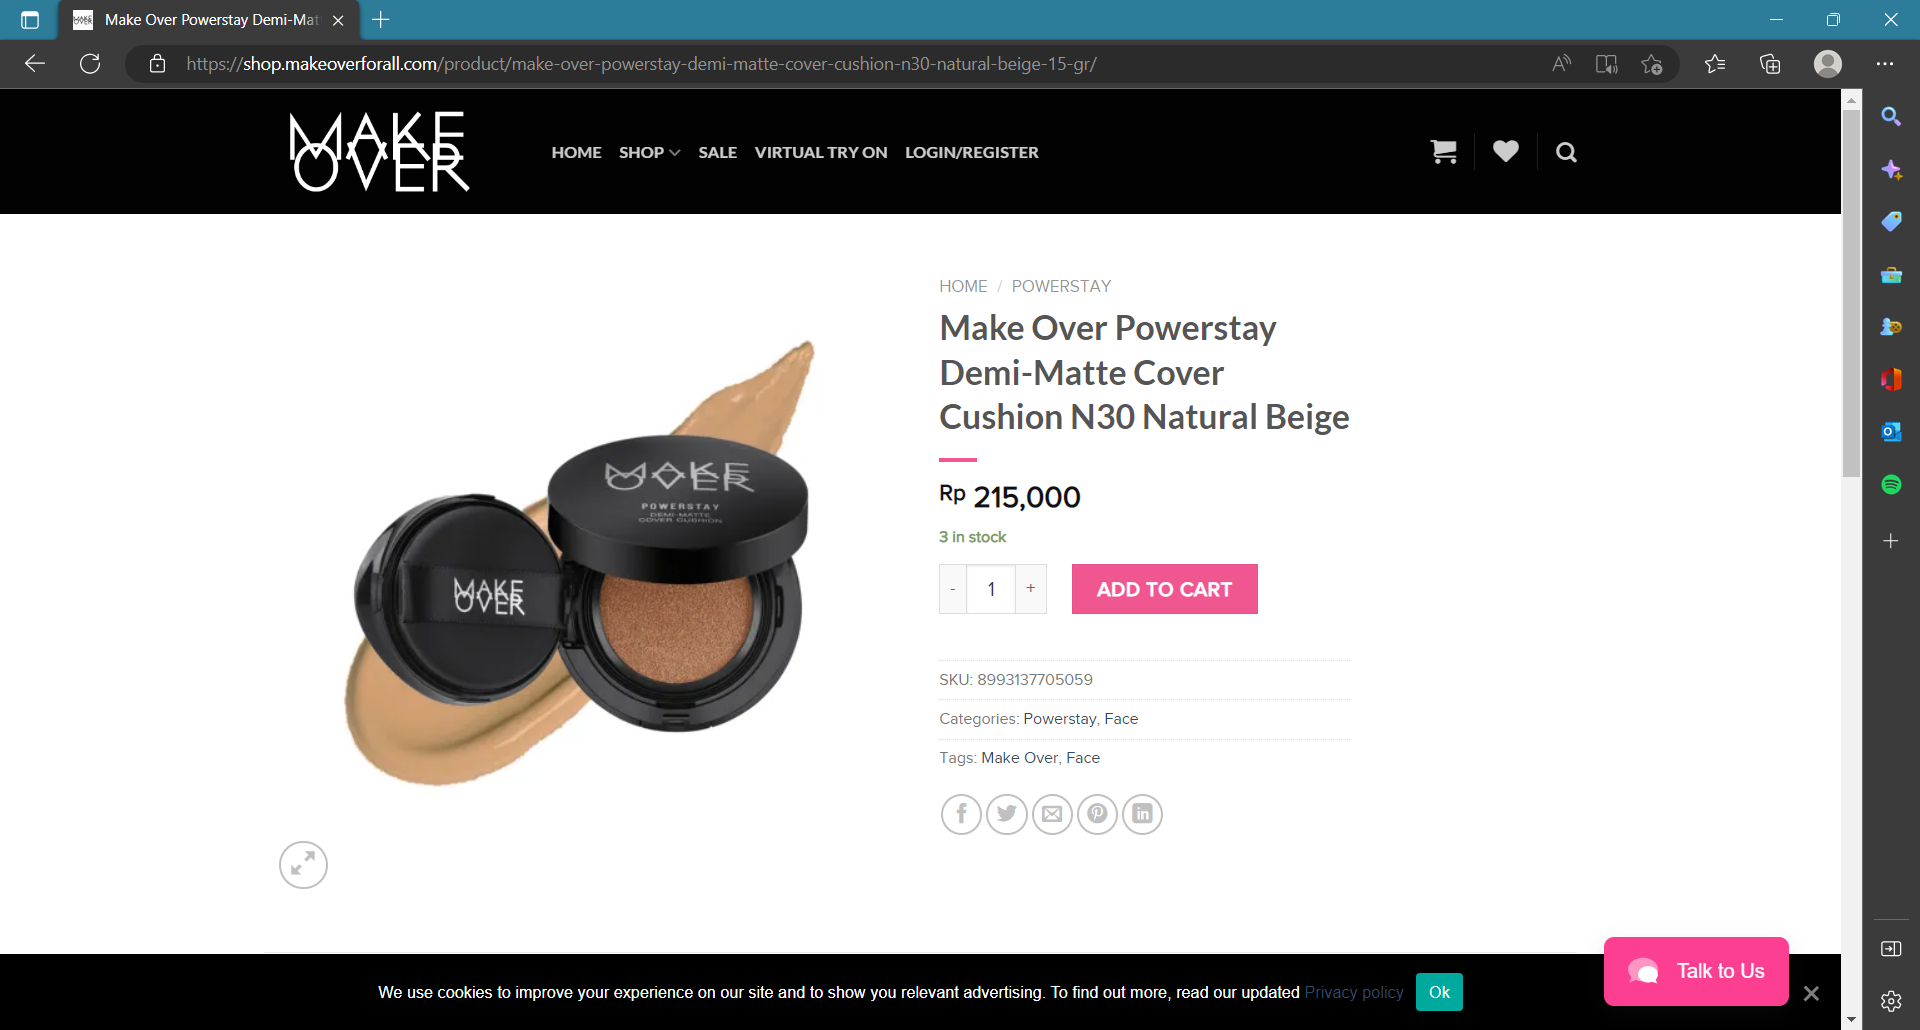 Make Over Powerstay Demi-Mat
https://shop.makeoverforall.com/product/make-over-powerstay-demi-matte-cover-cushion-n30-natural-beige-15-gr/
MAKE
OVER
HOME SHOP SALE VIRTUAL TRY ON LOGIN/REGISTER
HOME / POWERSTAY
Make Over Powerstay
Demi-Matte Cover
Cushion N30 Natural Beige
Rp 215,000
3 in stock
- 1 + ADD TO CART
SKU: 8993137705059
Categories: Powerstay, Face
Tags: Make Over, Face
MAKE
OVER
POWERSTAY
DEMI-MATTE
COVER CUSHION
MAKE
OVER
Talk to Us
We use cookies to improve your experience on our site and to show you relevant advertising. To find out more, read our updated Privacy policy Ok